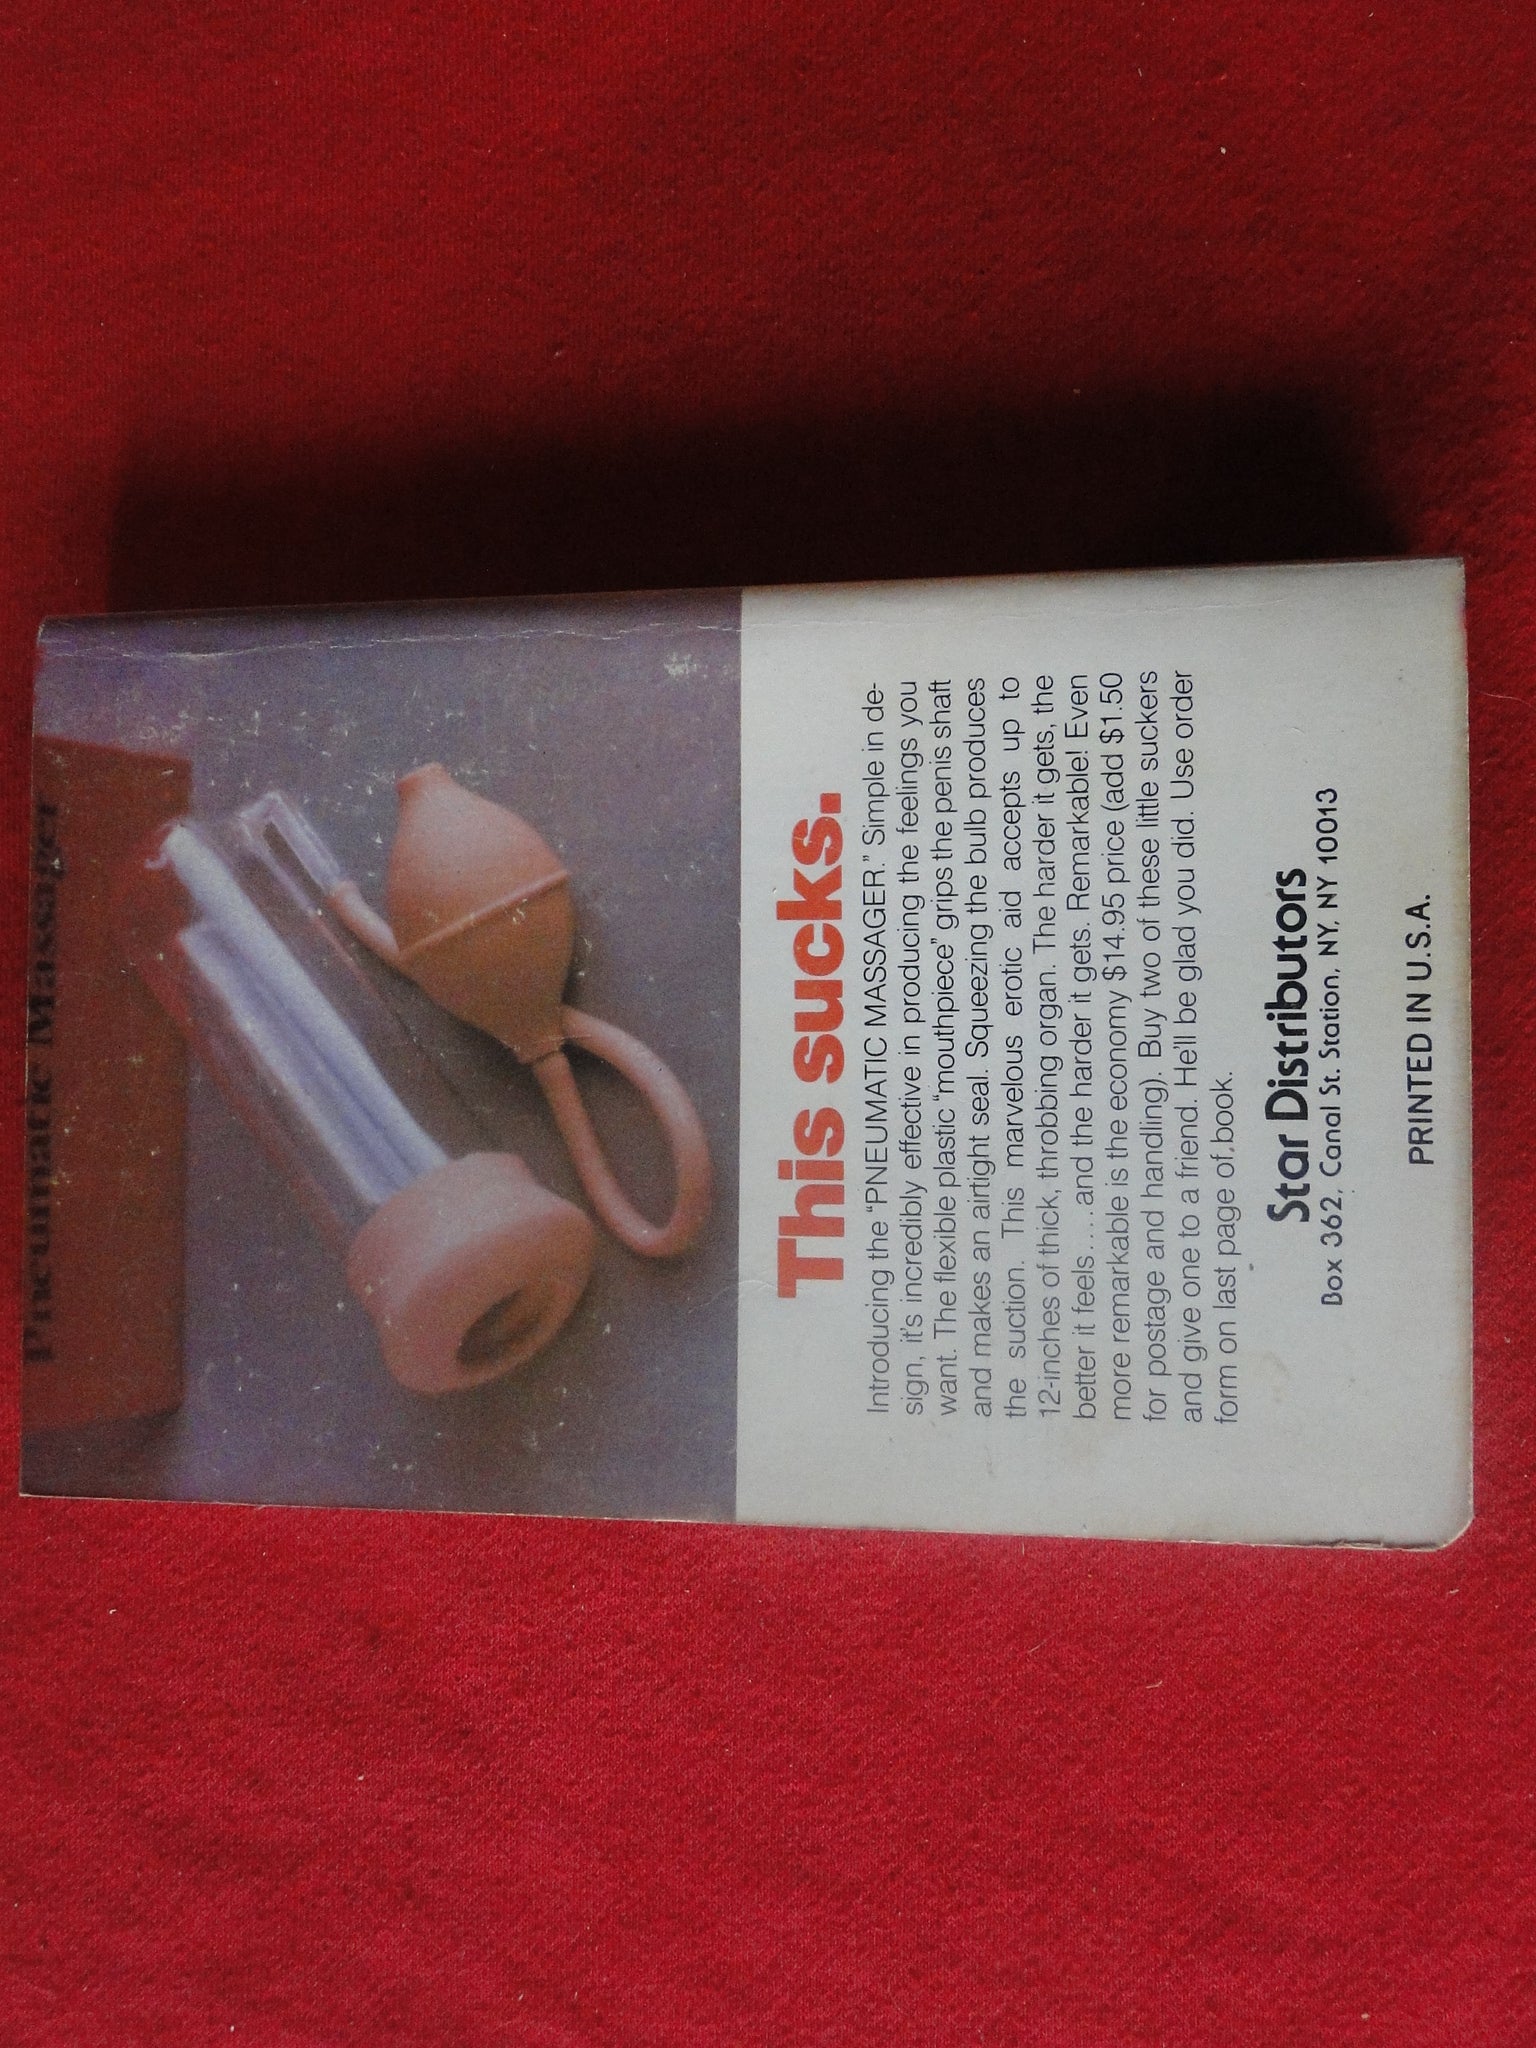 Pneumatic Massager
This sucks.
Introducing the "PNEUMATIC MASSAGER." Simple in de-
sign, it's incredibly effective in producing the feelings you
want. The flexible plastic "mouthpiece" grips the penis shaft
and makes an airtight seal. Squeezing the bulb produces
the suction. This marvelous erotic aid accepts up to
12-inches of thick, throbbing organ. The harder it gets, the
better it feels.....and the harder it gets. Remarkable! Even
more remarkable is the economy $14.95 price (add $1.50
for postage and handling). Buy two of these little suckers
and give one to a friend. He'll be glad you did. Use order
form on last page of book.
Star Distributors
Box 362, Canal St. Station, NY, NY 10013
PRINTED IN U.S.A.